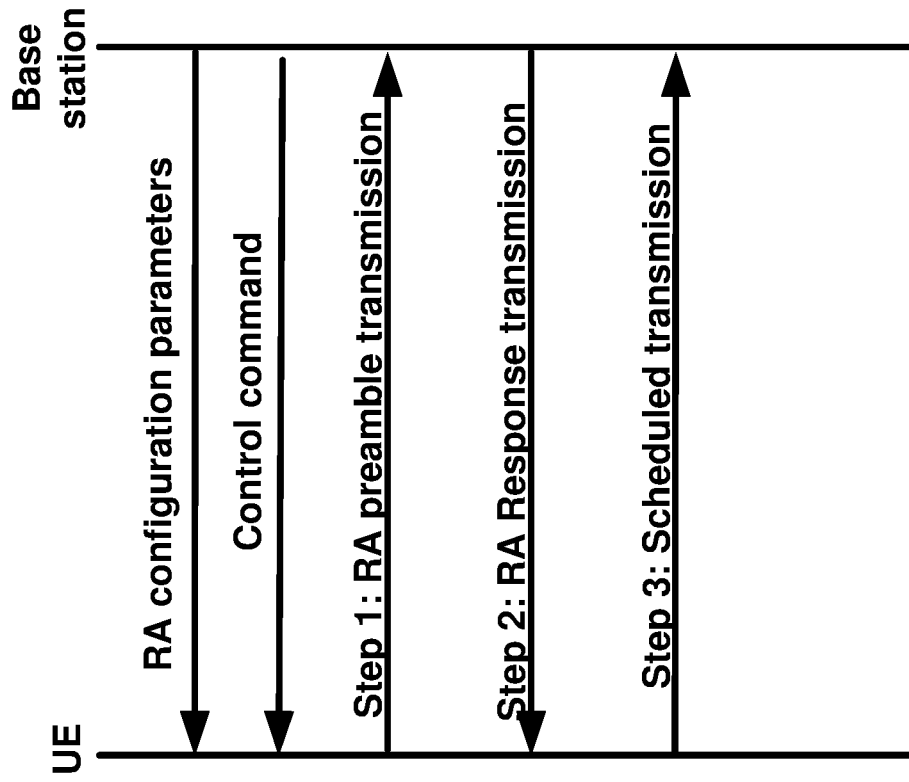 UE
Base
station
RA configuration parameters
Control command
Step 1: RA preamble transmission
Step 2: RA Response transmission
Step 3: Scheduled transmission